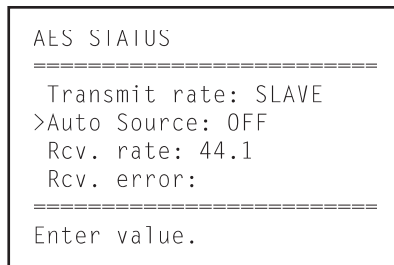 AES STATUS
==========================
Transmit rate: SLAVE
>Auto Source: OFF
Rcv. rate: 44.1
Rcv. error:
==========================
Enter value.